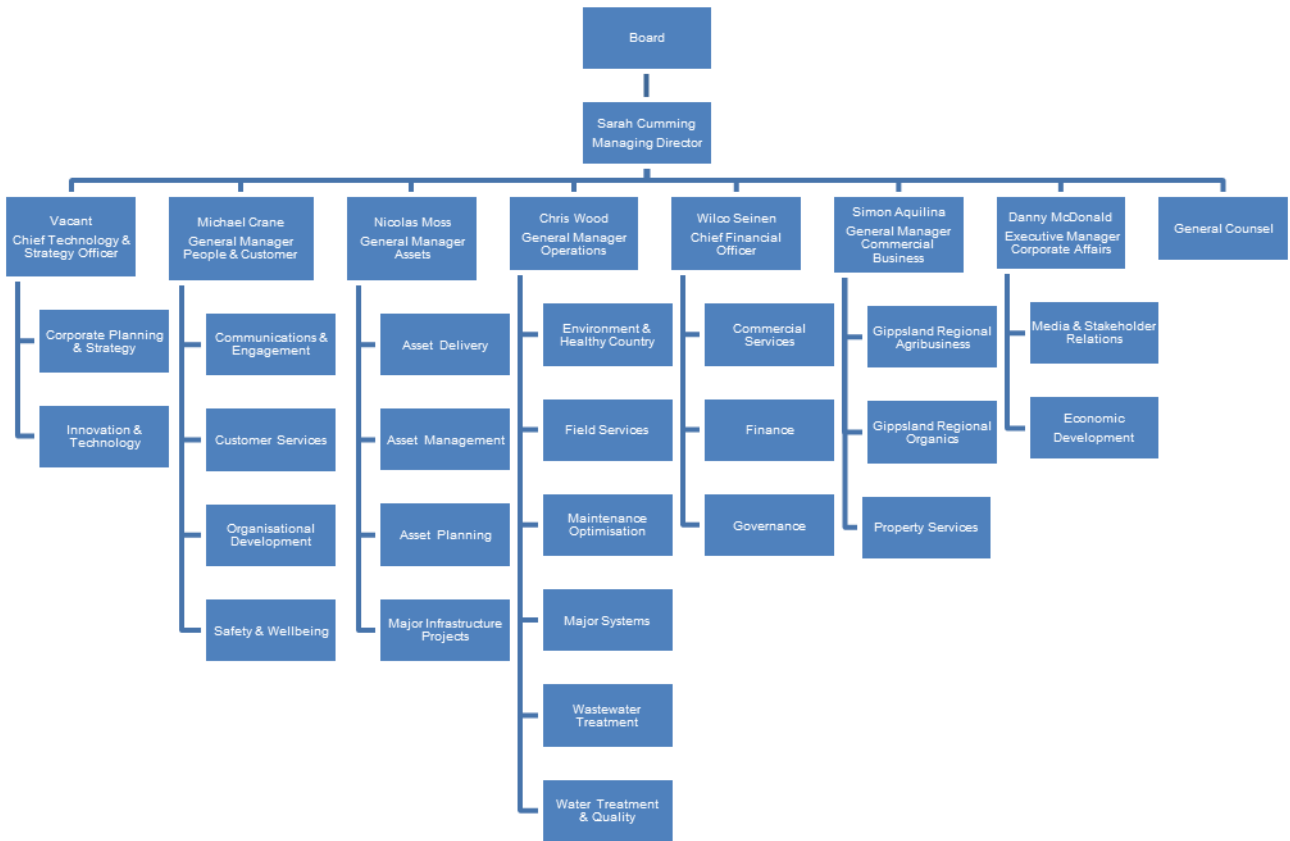 Board
Sarah Cumming
Managing Director
Vacant
Chief Technology &
Strategy Officer
Corporate Planning
& Strategy
Innovation &
Technology
Michael Crane
General Manager
People & Customer
Communications &
Engagement
Customer Services
Organisational
Development
Safety & Wellbeing
Nicolas Moss
General Manager
Assets
Asset Delivery
Asset Management
Asset Planning
Major Infrastructure
Projects
Chris Wood
General Manager
Operations
Environment &
Healthy Country
Field Services
Maintenance
Optimisation
Major Systems
Wastewater
Treatment
Water Treatment
& Quality
Wilco Seinen
Chief Financial
Officer
Commercial
Services
Finance
Governance
Simon Aquilina
General Manager
Commercial
Business
Gippsland Regional
Agribusiness
Gippsland Regional
Organics
Property Services
Danny McDonald
Executive Manager
Corporate Affairs
Media & Stakeholder
Relations
Economic
Development
General Counsel